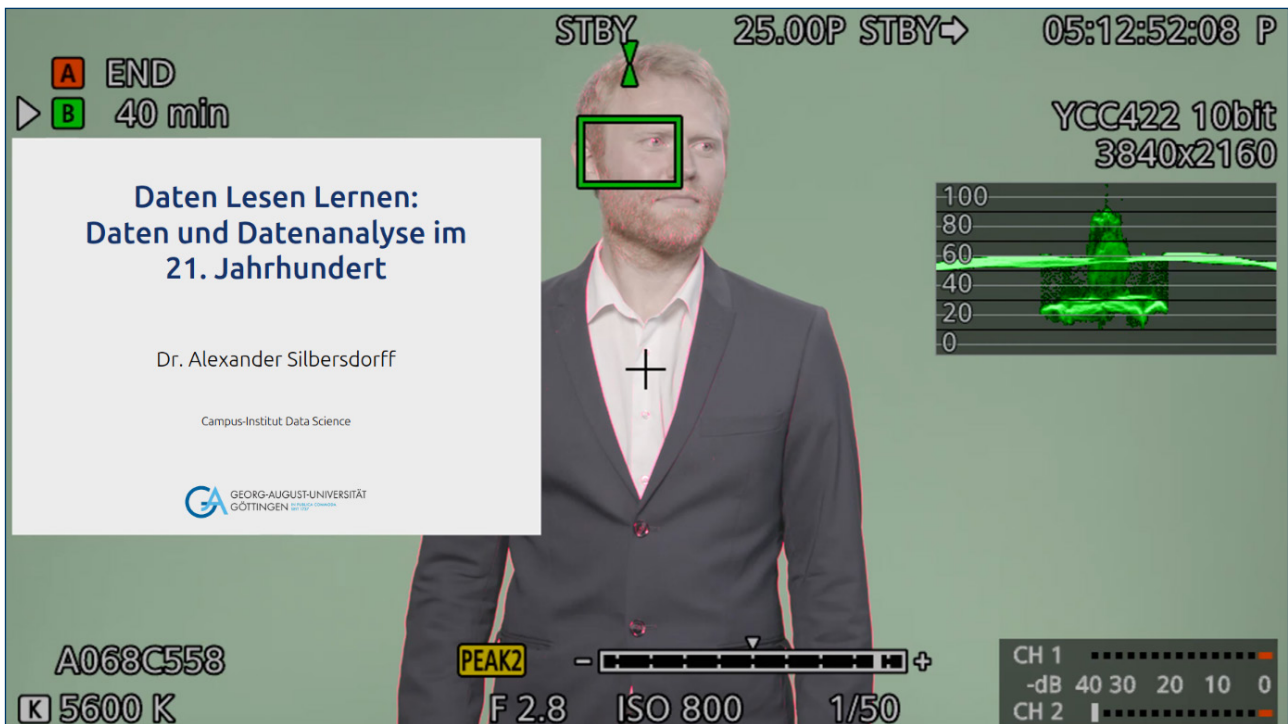 STBY 25.00P STBY 05:12:52:08 P
A END
B 40 min
YCC422 10bit
3840x2160
Daten Lesen Lernen:
Daten und Datenanalyse im
21. Jahrhundert
Dr. Alexander Silbersdorff
Campus-Institut Data Science
GEORG-AUGUST-UNIVERSITÄT
GÖTTINGEN
100
80
60
40
20
0
A068C558
PEAK2 - +
K 5600 K F 2.8 ISO 800 1/50
CH 1
-dB 40 30 20 10 0
CH 2